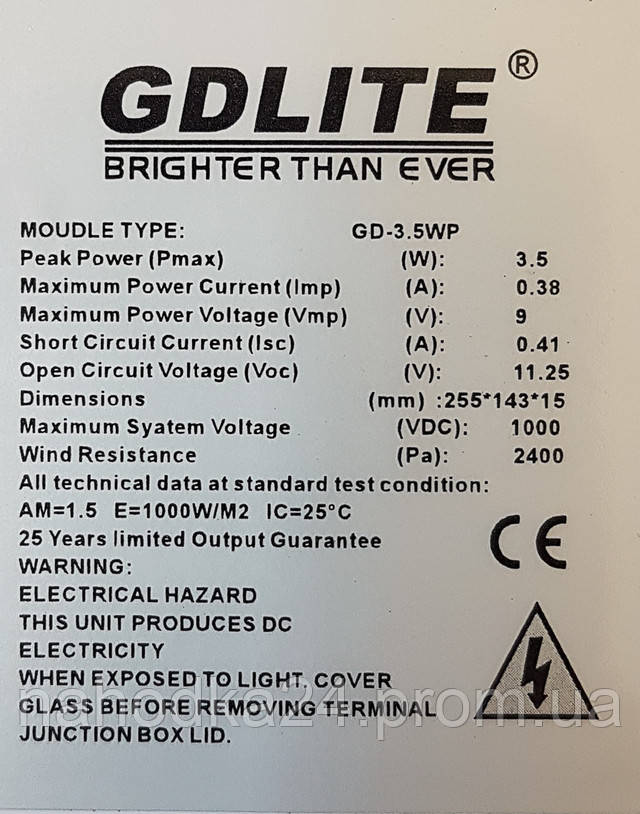 GDLITE®
BRIGHTER THAN EVER
MOUDLE TYPE: GD-3.5WP
Peak Power (Pmax) (W): 3.5
Maximum Power Current (Imp) (A): 0.38
Maximum Power Voltage (Vmp) (V): 9
Short Circuit Current (Isc) (A): 0.41
Open Circuit Voltage (Voc) (V): 11.25
Dimensions (mm) :255*143*15
Maximum Syatem Voltage (VDC): 1000
Wind Resistance (Pa): 2400
All technical data at standard test condition:
AM=1.5 E=1000W/M2 IC=25°C
25 Years limited Output Guarantee
CE
WARNING:
ELECTRICAL HAZARD
THIS UNIT PRODUCES DC
ELECTRICITY
WHEN EXPOSED TO LIGHT, COVER
GLASS BEFORE REMOVING TERMINAL
JUNCTION BOX LID.
nahodka24.prom.ua